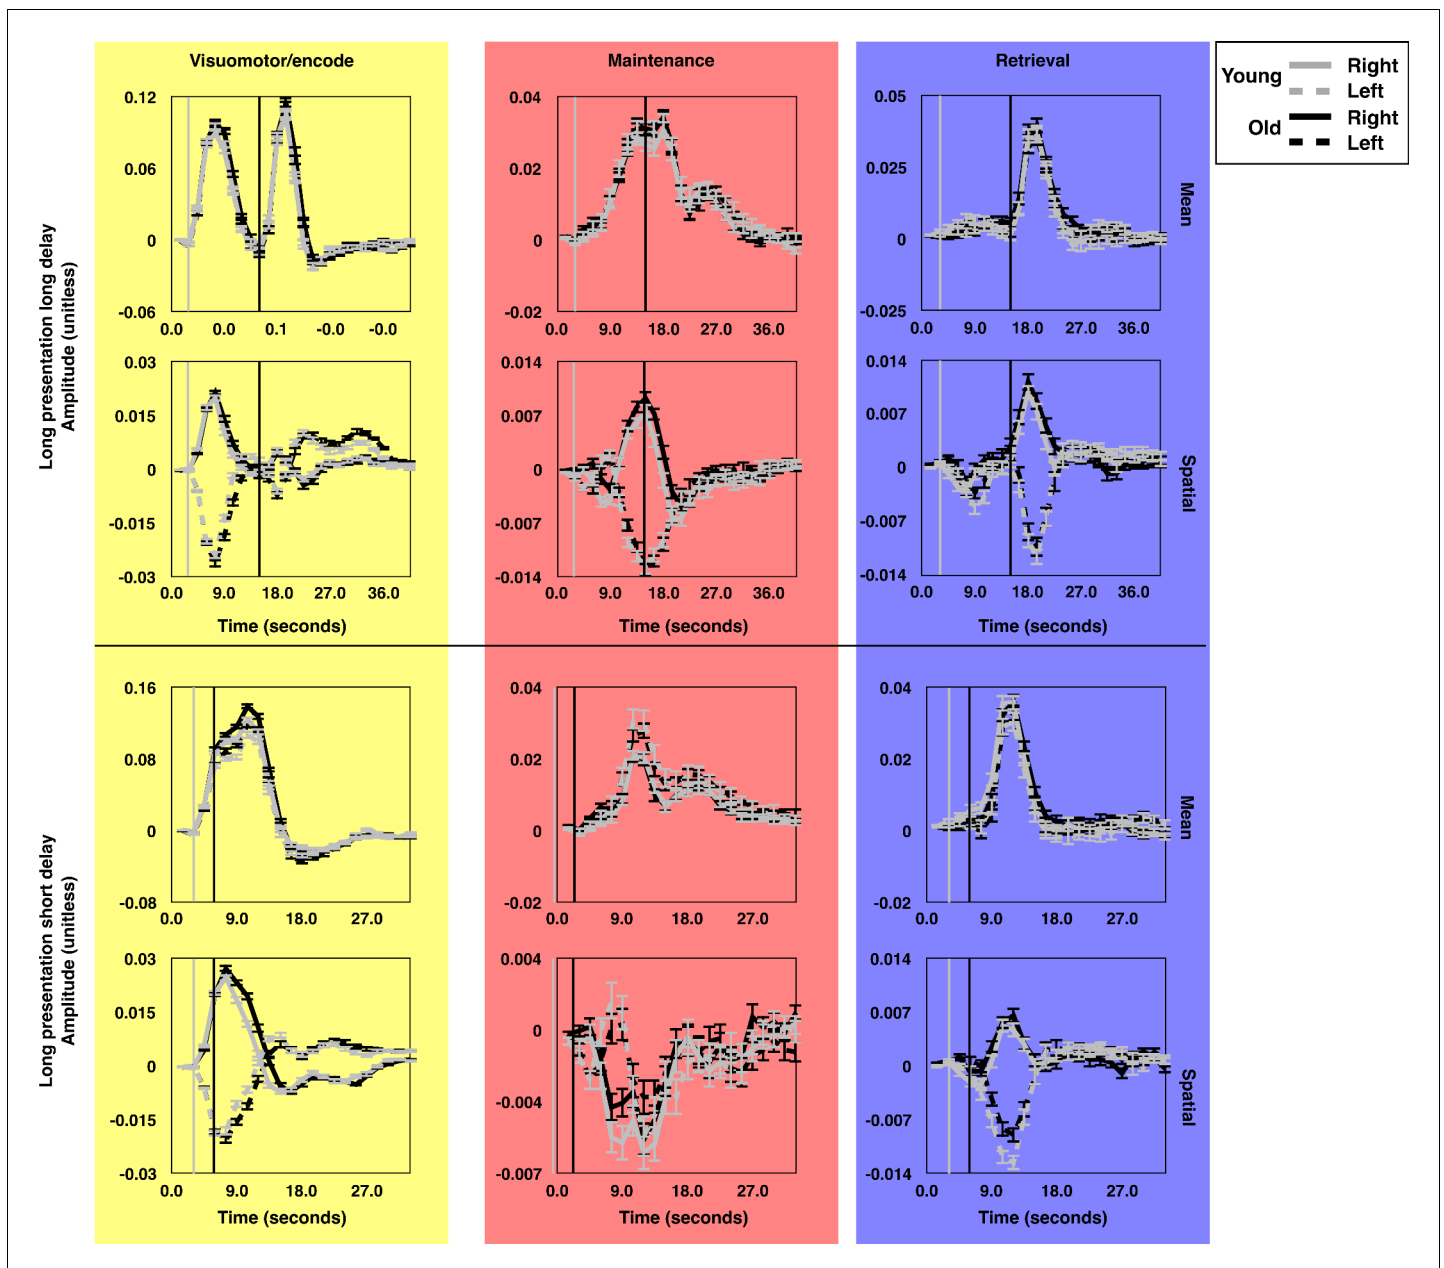 Visuomotor/encode
Maintenance
Retrieval
Young
Right
Left
Old
Right
Left
Long presentation long delay
Amplitude (unitless)
0.12
0.06
0
-0.06
0.0 0.0 0.1 -0.0 -0.0
0.04
0.02
0
-0.02
0.0 9.0 18.0 27.0 36.0
0.05
0.025
0
-0.025
0.0 9.0 18.0 27.0 36.0
Mean
0.03
0.015
0
-0.015
-0.03
0.0 9.0 18.0 27.0 36.0
Time (seconds)
0.014
0.007
0
-0.007
-0.014
0.0 9.0 18.0 27.0 36.0
Time (seconds)
0.014
0.007
0
-0.007
-0.014
0.0 9.0 18.0 27.0 36.0
Time (seconds)
Spatial
Long presentation short delay
Amplitude (unitless)
0.16
0.08
0
-0.08
0.0 9.0 18.0 27.0
0.04
0.02
0
-0.02
0.0 9.0 18.0 27.0
0.04
0.02
0
-0.02
0.0 9.0 18.0 27.0
Mean
0.03
0.015
0
-0.015
-0.03
0.0 9.0 18.0 27.0
Time (seconds)
0.004
0
-0.004
-0.007
0.0 9.0 18.0 27.0
Time (seconds)
0.014
0.007
0
-0.007
-0.014
0.0 9.0 18.0 27.0
Time (seconds)
Spatial